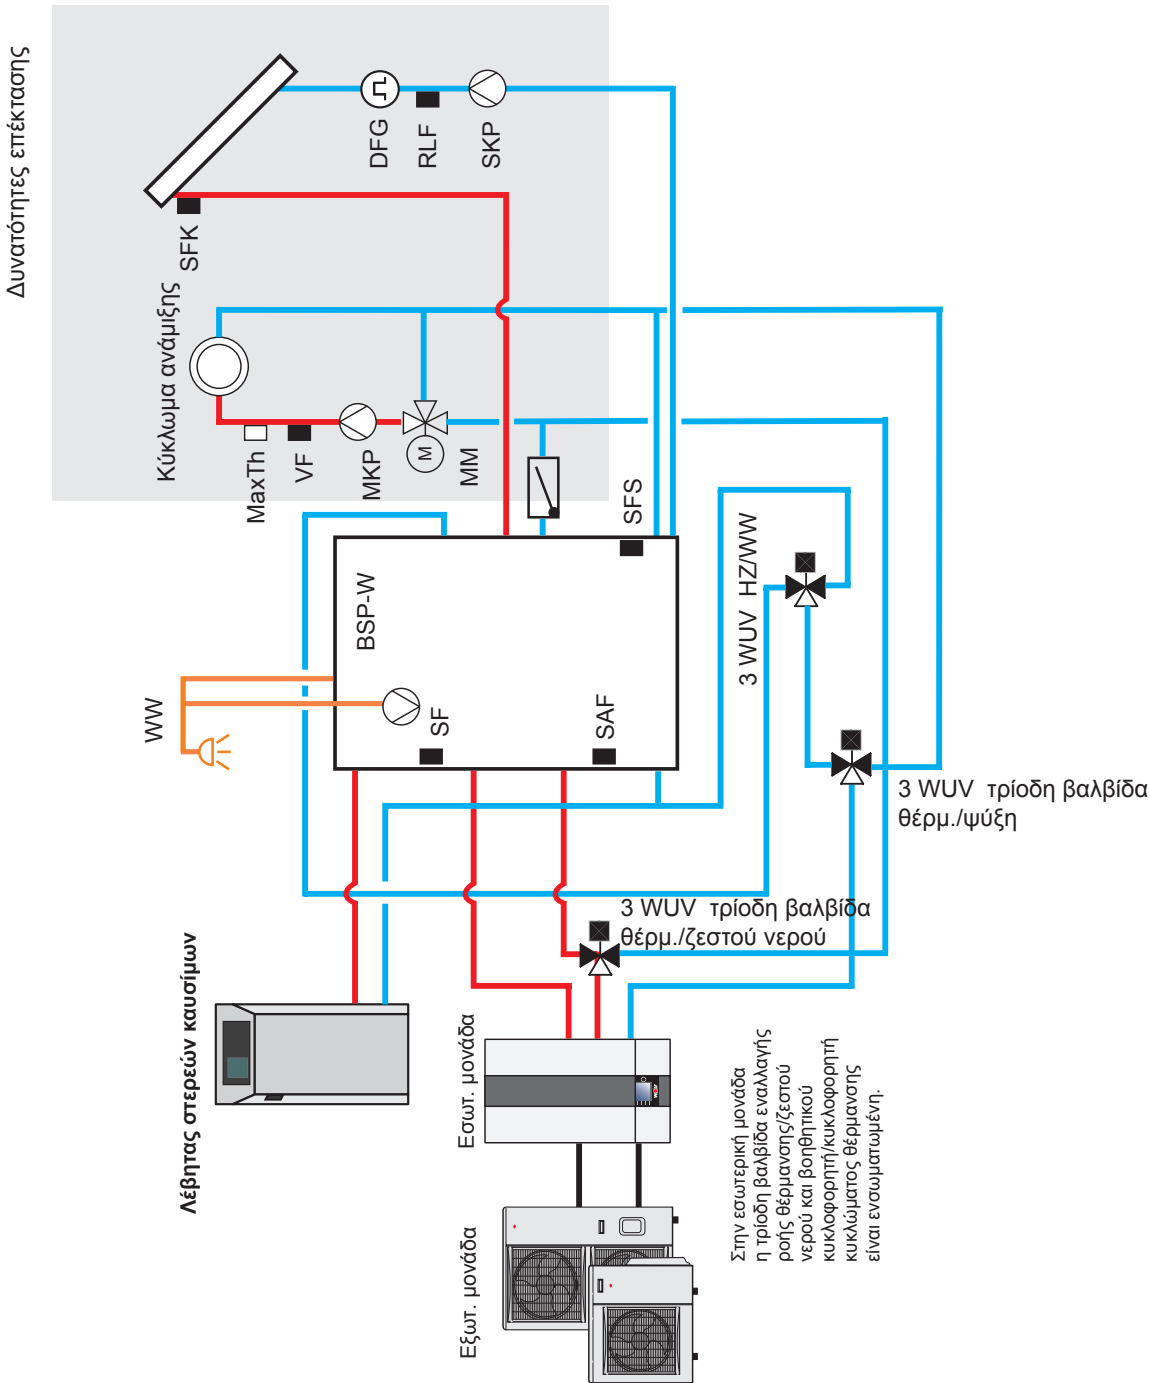 Δυνατότητες επέκτασης
DFG
RLF
SKP
SFK
Κύκλωμα ανάμιξης
MaxTh
VF
MKP
M
MM
SFS
BSP-W
3 WUV HZ/WW
WW
SF
SAF
3 WUV τρίοδη βαλβίδα
θέρμ./ψύξη
3 WUV τρίοδη βαλβίδα
θέρμ./ζεστού νερού
Λέβητας στερεών καυσίμων
Εσωτ. μονάδα
Εξωτ. μονάδα
Στην εσωτερική μονάδα
η τρίοδη βαλβίδα εναλλαγής
ροής θέρμανσης/ζεστού
νερού και βοηθητικού
κυκλοφορητή/κυκλοφορητή
κυκλώματος θέρμανσης
είναι ενσωματωμένη.